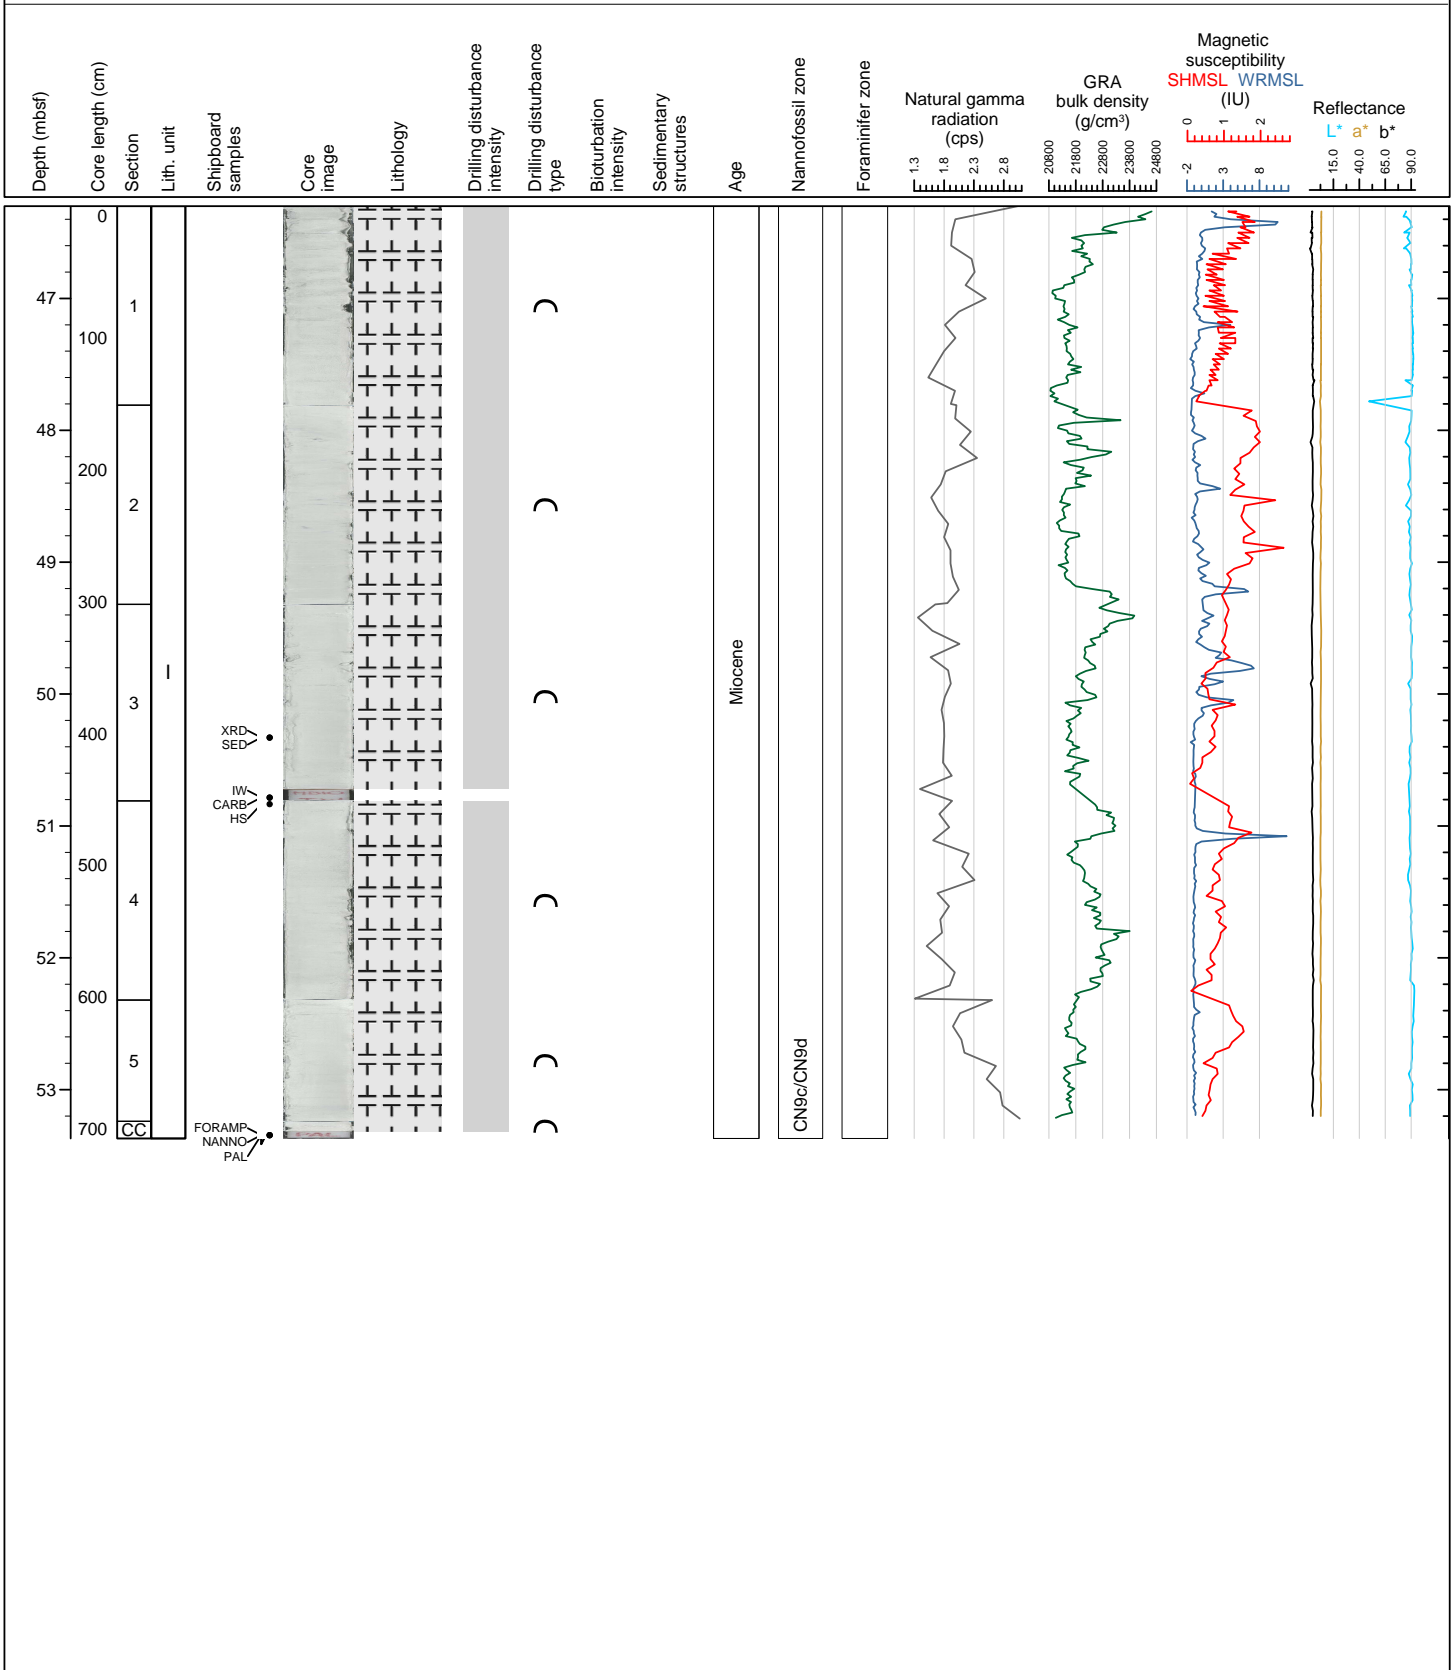 Depth (mbsf)
Core length (cm)
Section
Lith. unit
Shipboard
samples
Core
image
Lithology
Drilling disturbance
intensity
Drilling disturbance
type
Bioturbation
intensity
Sedimentary
structures
Age
Nannofossil zone
Foraminifer zone
Natural gamma
radiation
(cps)
1.3 1.8 2.3 2.8
GRA
bulk density
(g/cm³)
20800 21800 22800 23800 24800
Magnetic
susceptibility
SHMSL WRMSL
(IU)
0 1 2
-2 3 8
Reflectance
L* a* b*
15.0 40.0 65.0 90.0
0
47
1
100
48
200
2
49
300
I
Miocene
50
3
400
XRD
SED
IW
CARB
HS
51
500
4
52
600
5
53
CN9c/CN9d
700
CC
FORAMP
NANNO
PAL
PAL